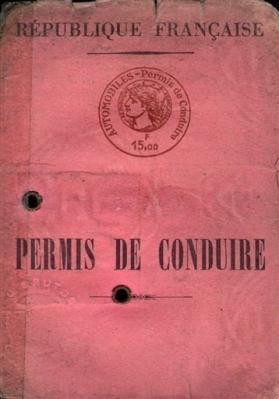 RÉPUBLIQUE FRANÇAISE
AUTOMOBILES - Permis de Conduire
F
15,00
PERMIS DE CONDUIRE